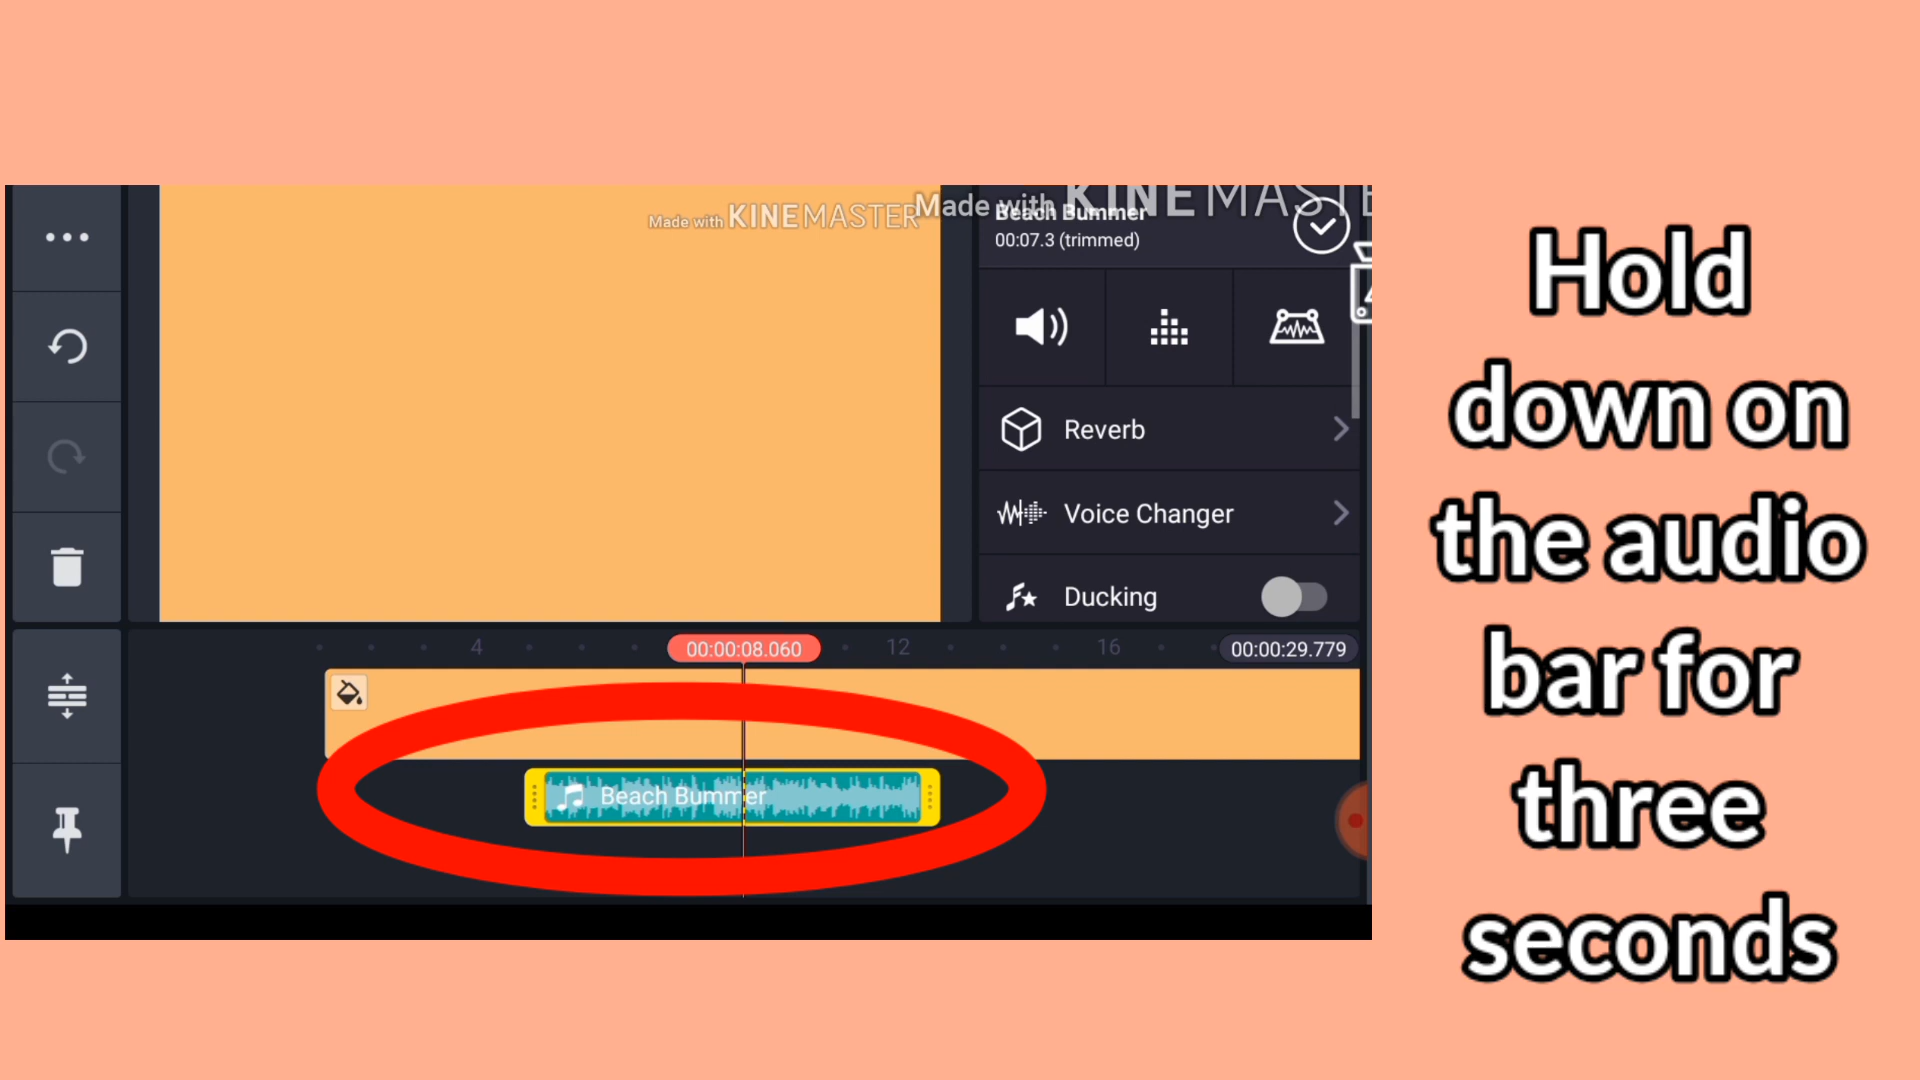 Made with KINEMASTER
Made with KINEMASTE
Beach Bummer
00:07.3 (trimmed)
Reverb
Voice Changer
Ducking
4
00:00:08.060
12
16
00:00:29.779
Beach Bummer
Hold
down on
the audio
bar for
three
seconds